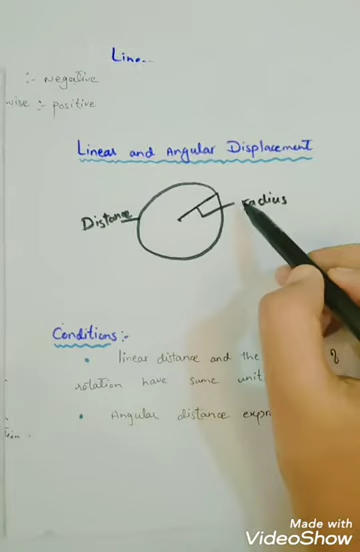 Line...
:- Negative
wise :- positive
Linear and Angular Displacement
Distance
radius
Conditions :-
• linear distance and the
rotation have same unit
• Angular distance expr
Made with
VideoShow